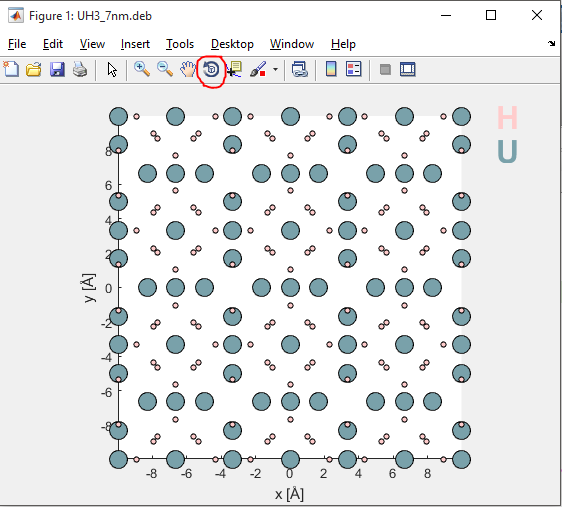 Figure 1: UH3_7nm.deb
File Edit View Insert Tools Desktop Window Help
H
U
8
6
4
2
0
-2
-4
-6
-8
y [Å]
-8 -6 -4 -2 0 2 4 6 8
x [Å]